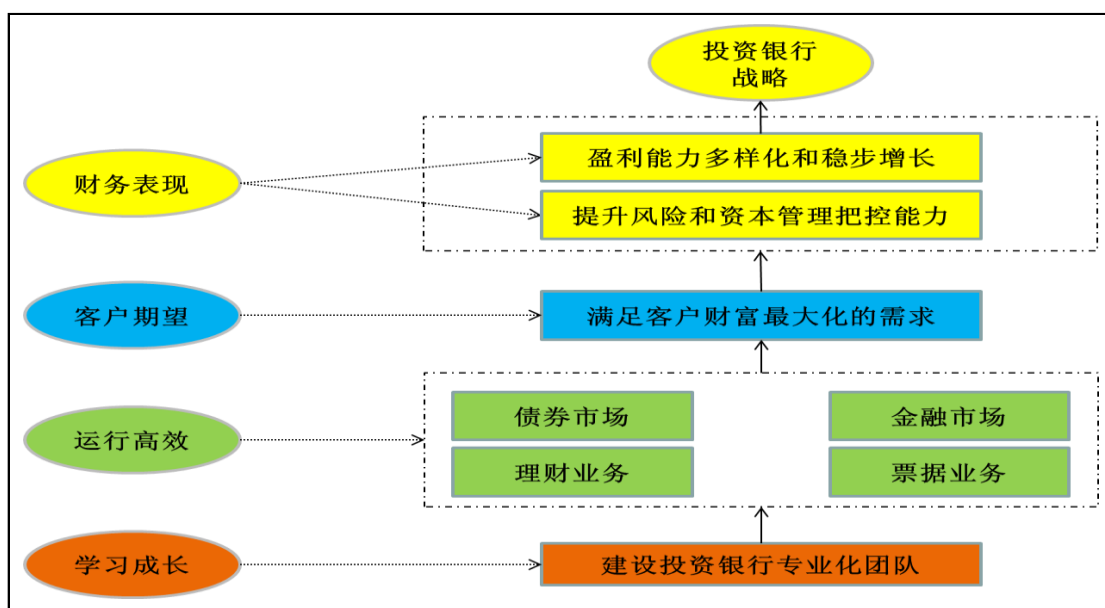 投资银行
战略
财务表现
盈利能力多样化和稳步增长
提升风险和资本管理把控能力
客户期望
满足客户财富最大化的需求
运行高效
债券市场
金融市场
理财业务
票据业务
学习成长
建设投资银行专业化团队